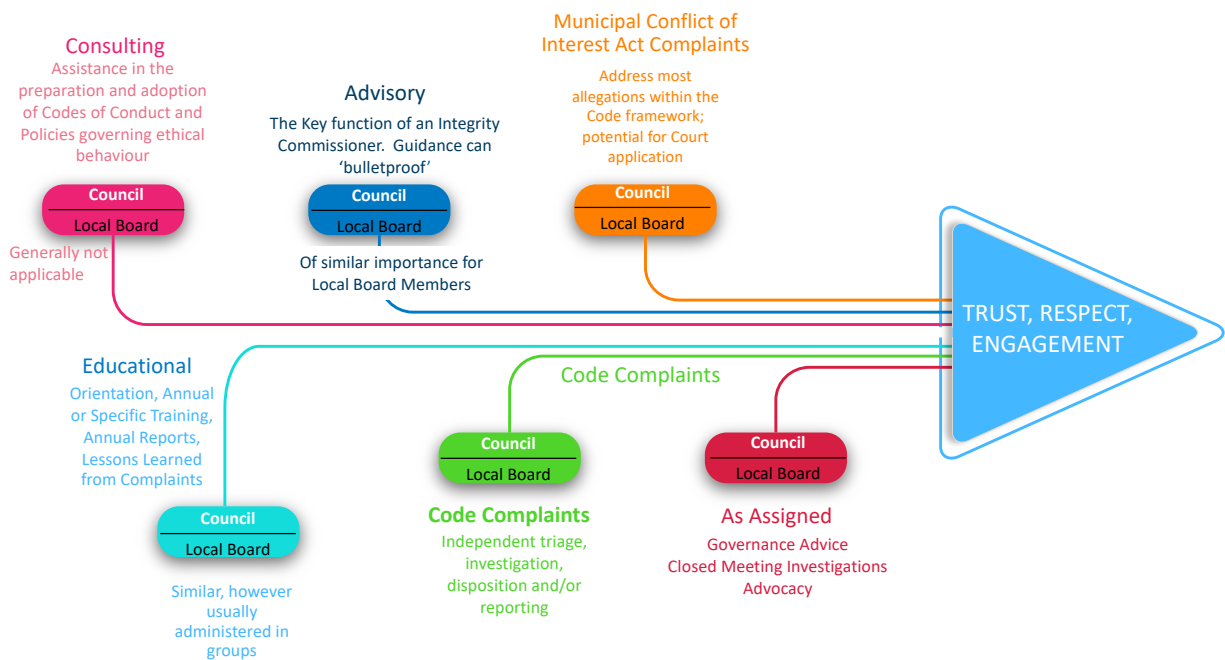 Consulting
Assistance in the
preparation and adoption
of Codes of Conduct and
Policies governing ethical
behaviour
Council
Local Board
Generally not
applicable
Advisory
The Key function of an Integrity
Commissioner.  Guidance can
‘bulletproof’
Council
Local Board
Of similar importance for
Local Board Members
Municipal Conflict of
Interest Act Complaints
Address most
allegations within the
Code framework;
potential for Court
application
Council
Local Board
TRUST, RESPECT,
ENGAGEMENT
Educational
Orientation, Annual
or Specific Training,
Annual Reports,
Lessons Learned
from Complaints
Council
Local Board
Similar, however
usually
administered in
groups
Code Complaints
Council
Local Board
Code Complaints
Independent triage,
investigation,
disposition and/or
reporting
Council
Local Board
As Assigned
Governance Advice
Closed Meeting Investigations
Advocacy